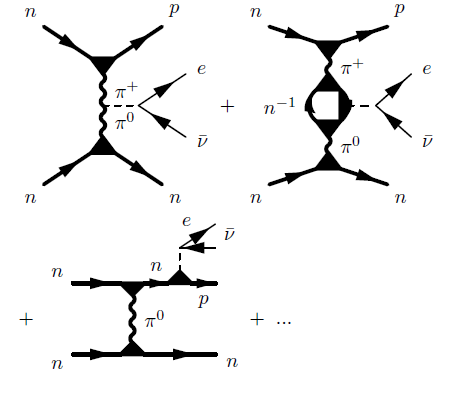 n p n p
π⁺ e π⁺ e
+ n⁻¹
π⁰ ν̄ π⁰ ν̄
n n n n
e ν̄
n n
p
+ π⁰ + ...
n n